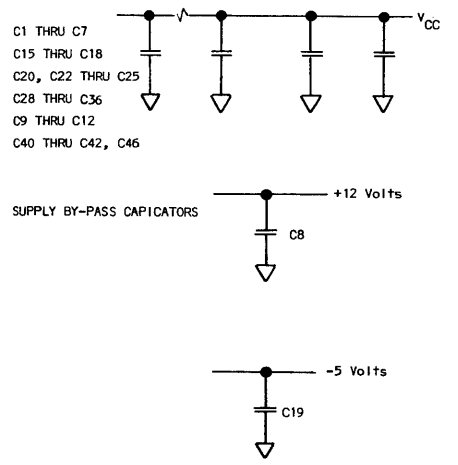 VCC
C1 THRU C7
C15 THRU C18
C20, C22 THRU C25
C28 THRU C36
C9 THRU C12
C40 THRU C42, C46
+12 Volts
SUPPLY BY-PASS CAPICATORS
C8
-5 Volts
C19